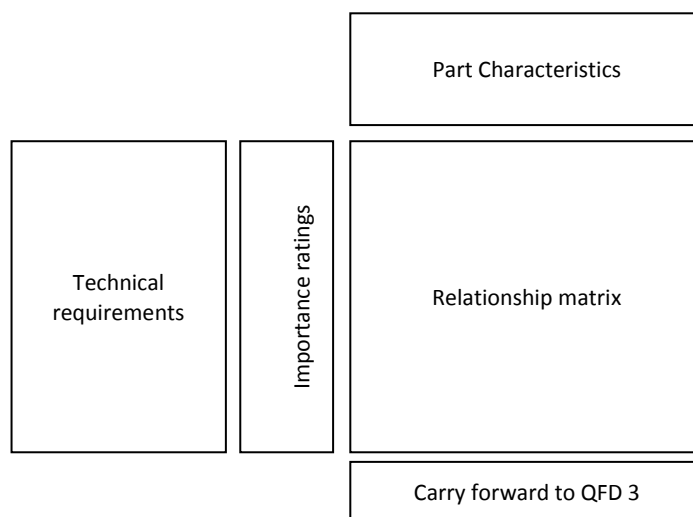 Part Characteristics
Technical
requirements
Importance ratings
Relationship matrix
Carry forward to QFD 3